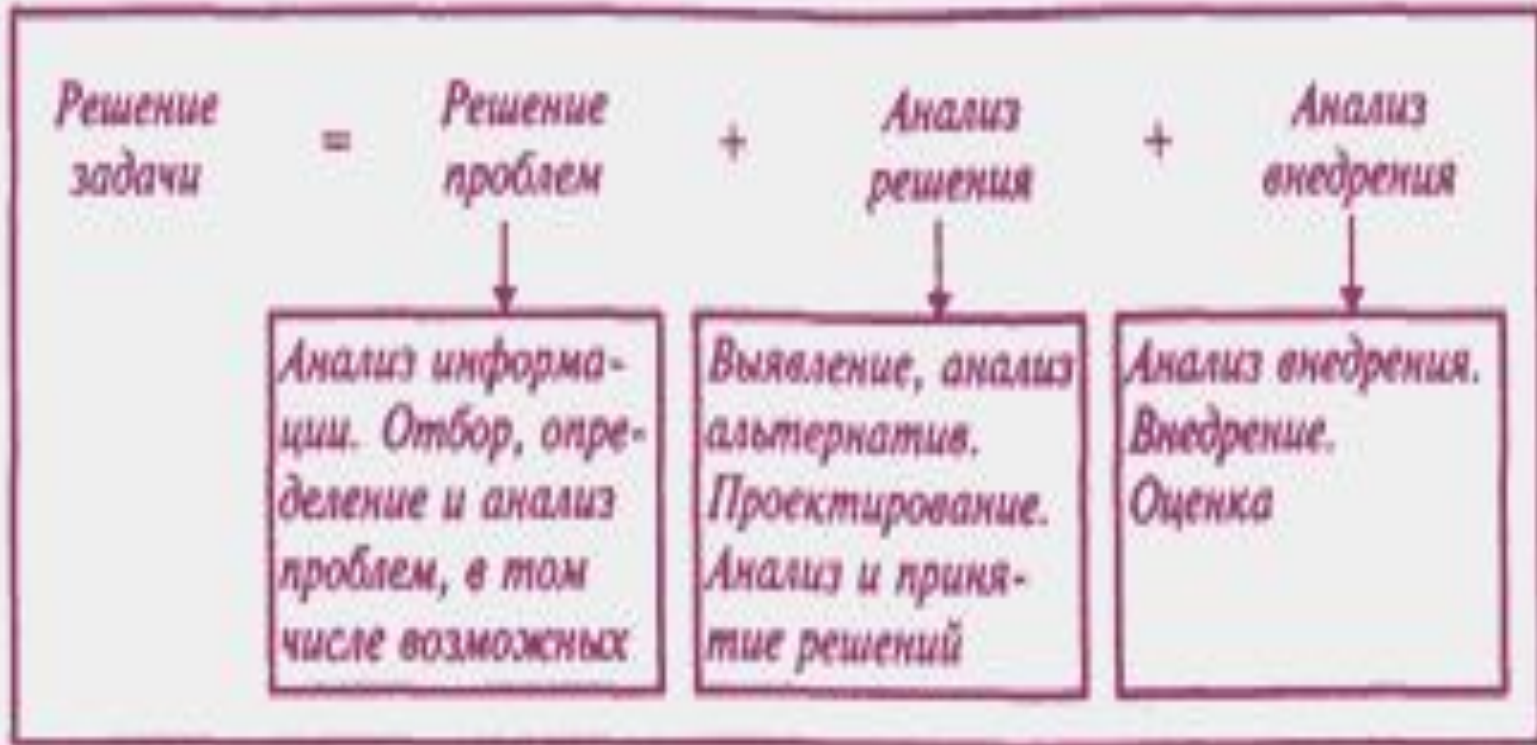 Решение задачи = Решение проблем + Анализ решения + Анализ внедрения
Анализ информа-
ции. Отбор, опре-
деление и анализ
проблем, в том
числе возможных
Выявление, анализ
альтернатив.
Проектирование.
Анализ и приня-
тие решений
Анализ внедрения.
Внедрение.
Оценка